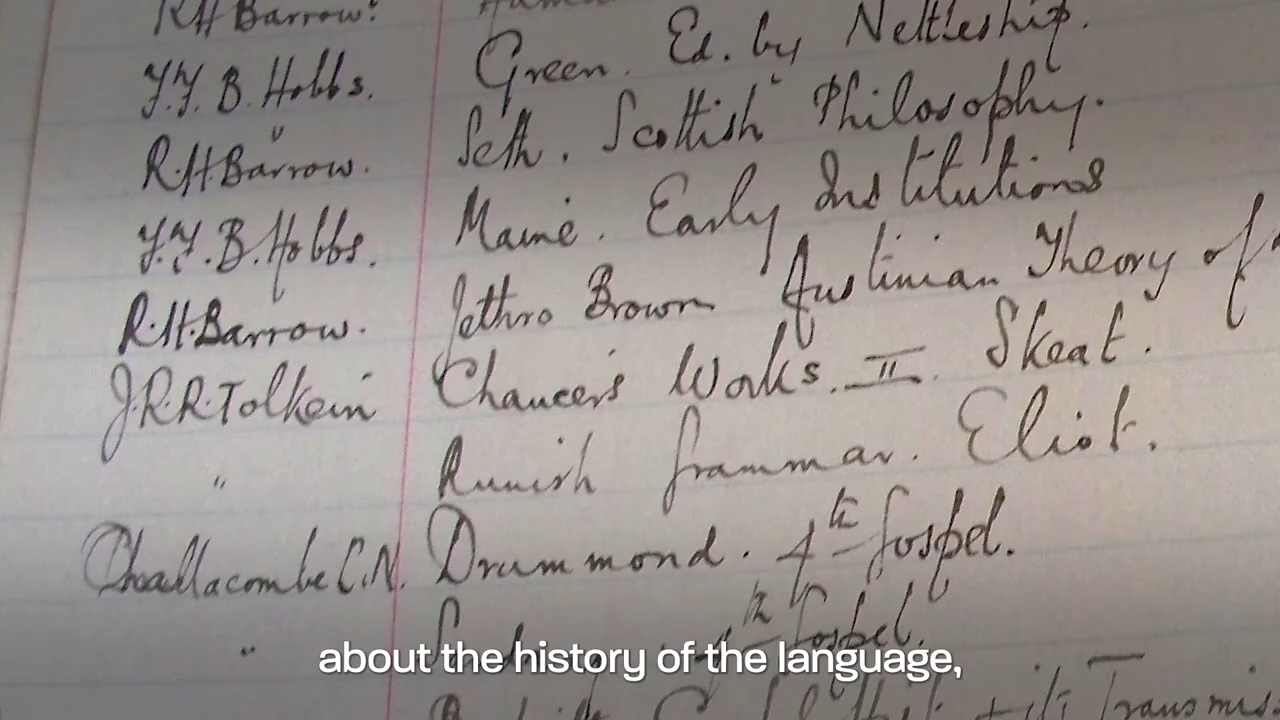 R H Barrow.
F.F. B. Hobbs. Green. Ed. by Nettleship.
R.H Barrow. Seth. Scottish Philosophy.
F.F. B. Hobbs. Maine. Early Institutions
R.H. Barrow. Jethro Brown Austinian Theory of
J.R.R. Tolkein Chaucer's Works. II. Skeat.
" Runish Grammar. Eliot.
Challacombe C.N. Drummond. 4th Gospel.
" 4th Gospel.
Transmis
about the history of the language,